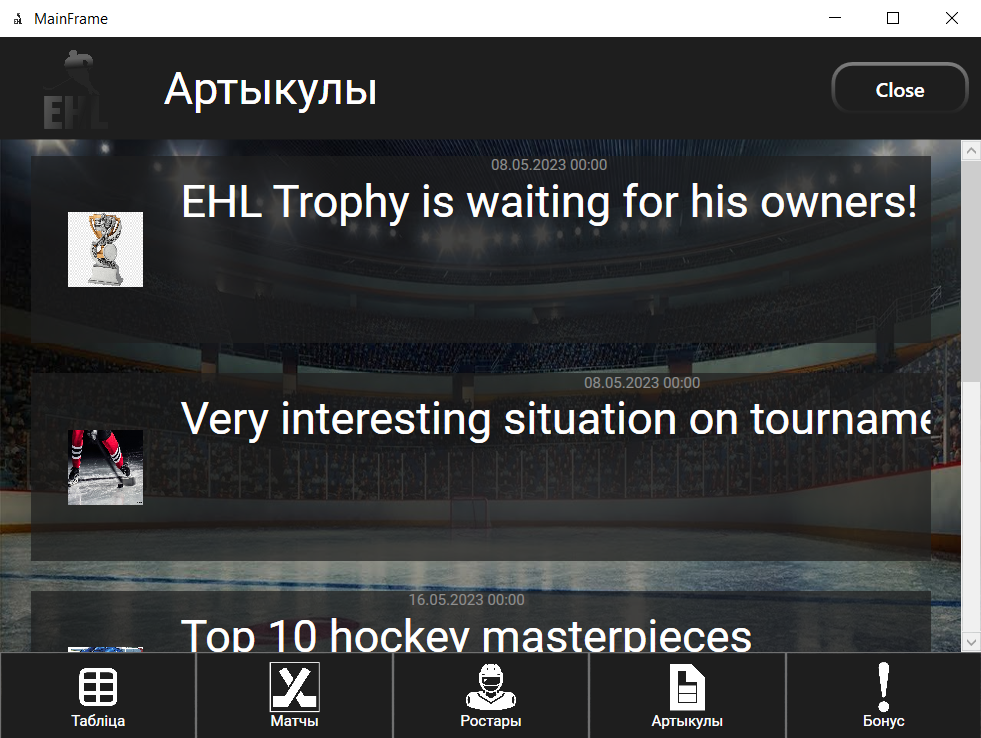 MainFrame
EHL
Артыкулы
Close
08.05.2023 00:00
EHL Trophy is waiting for his owners!
08.05.2023 00:00
Very interesting situation on tourname
16.05.2023 00:00
Top 10 hockey masterpieces
Табліца
Матчы
Ростары
Артыкулы
Бонус